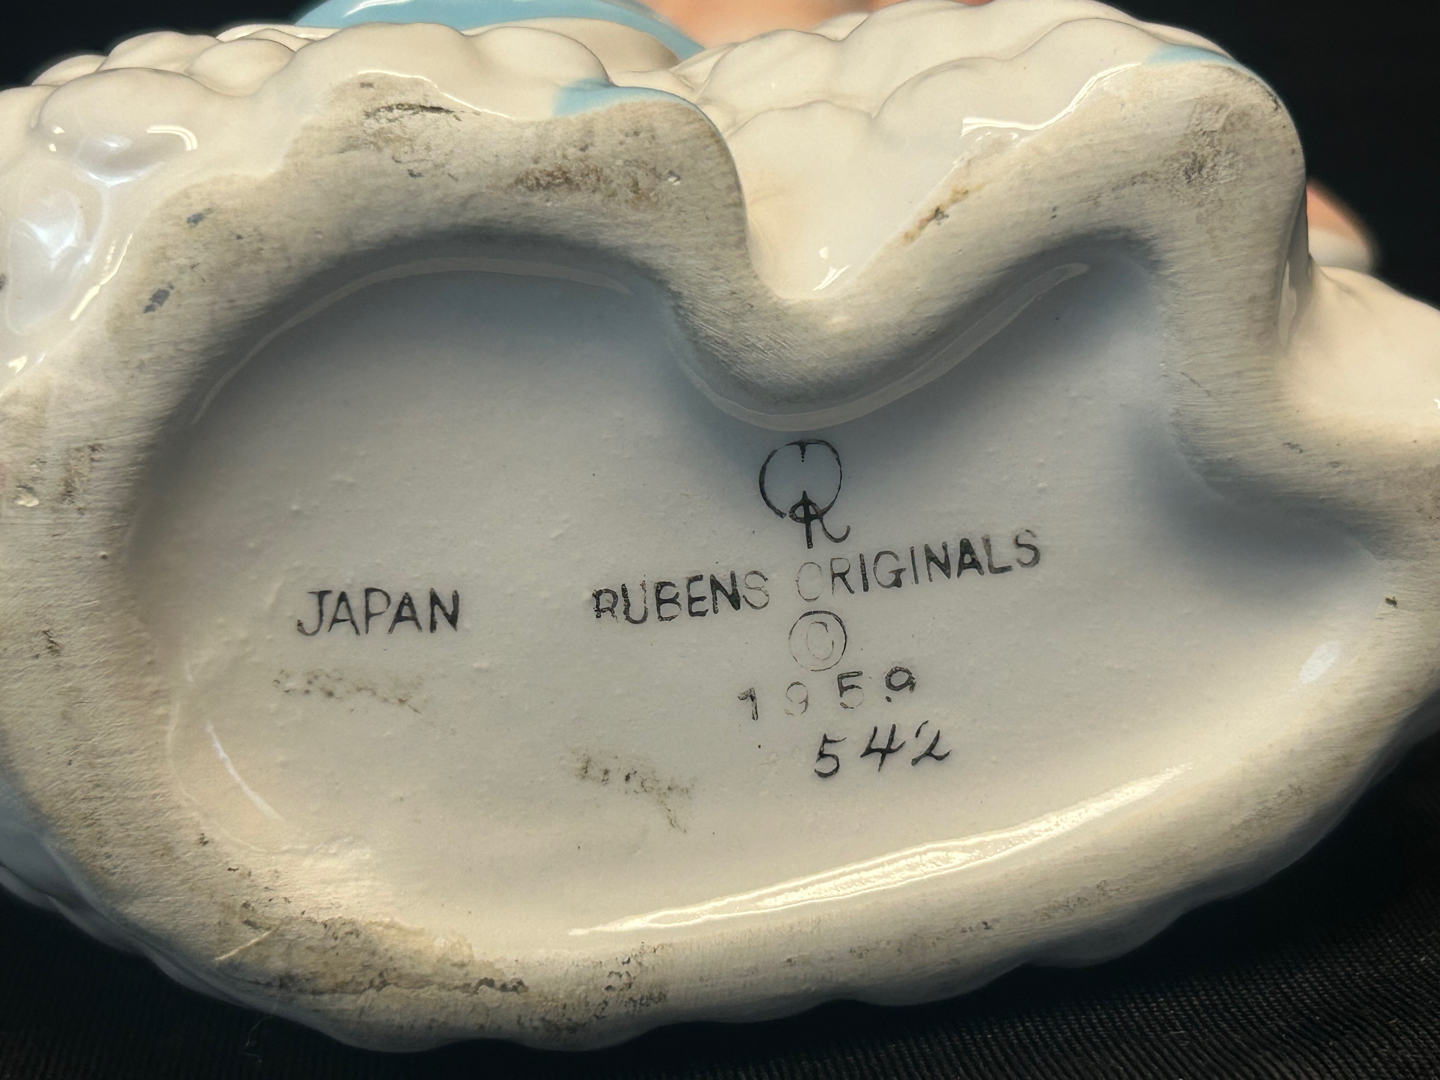 R
JAPAN
RUBENS ORIGINALS
©
1959
542